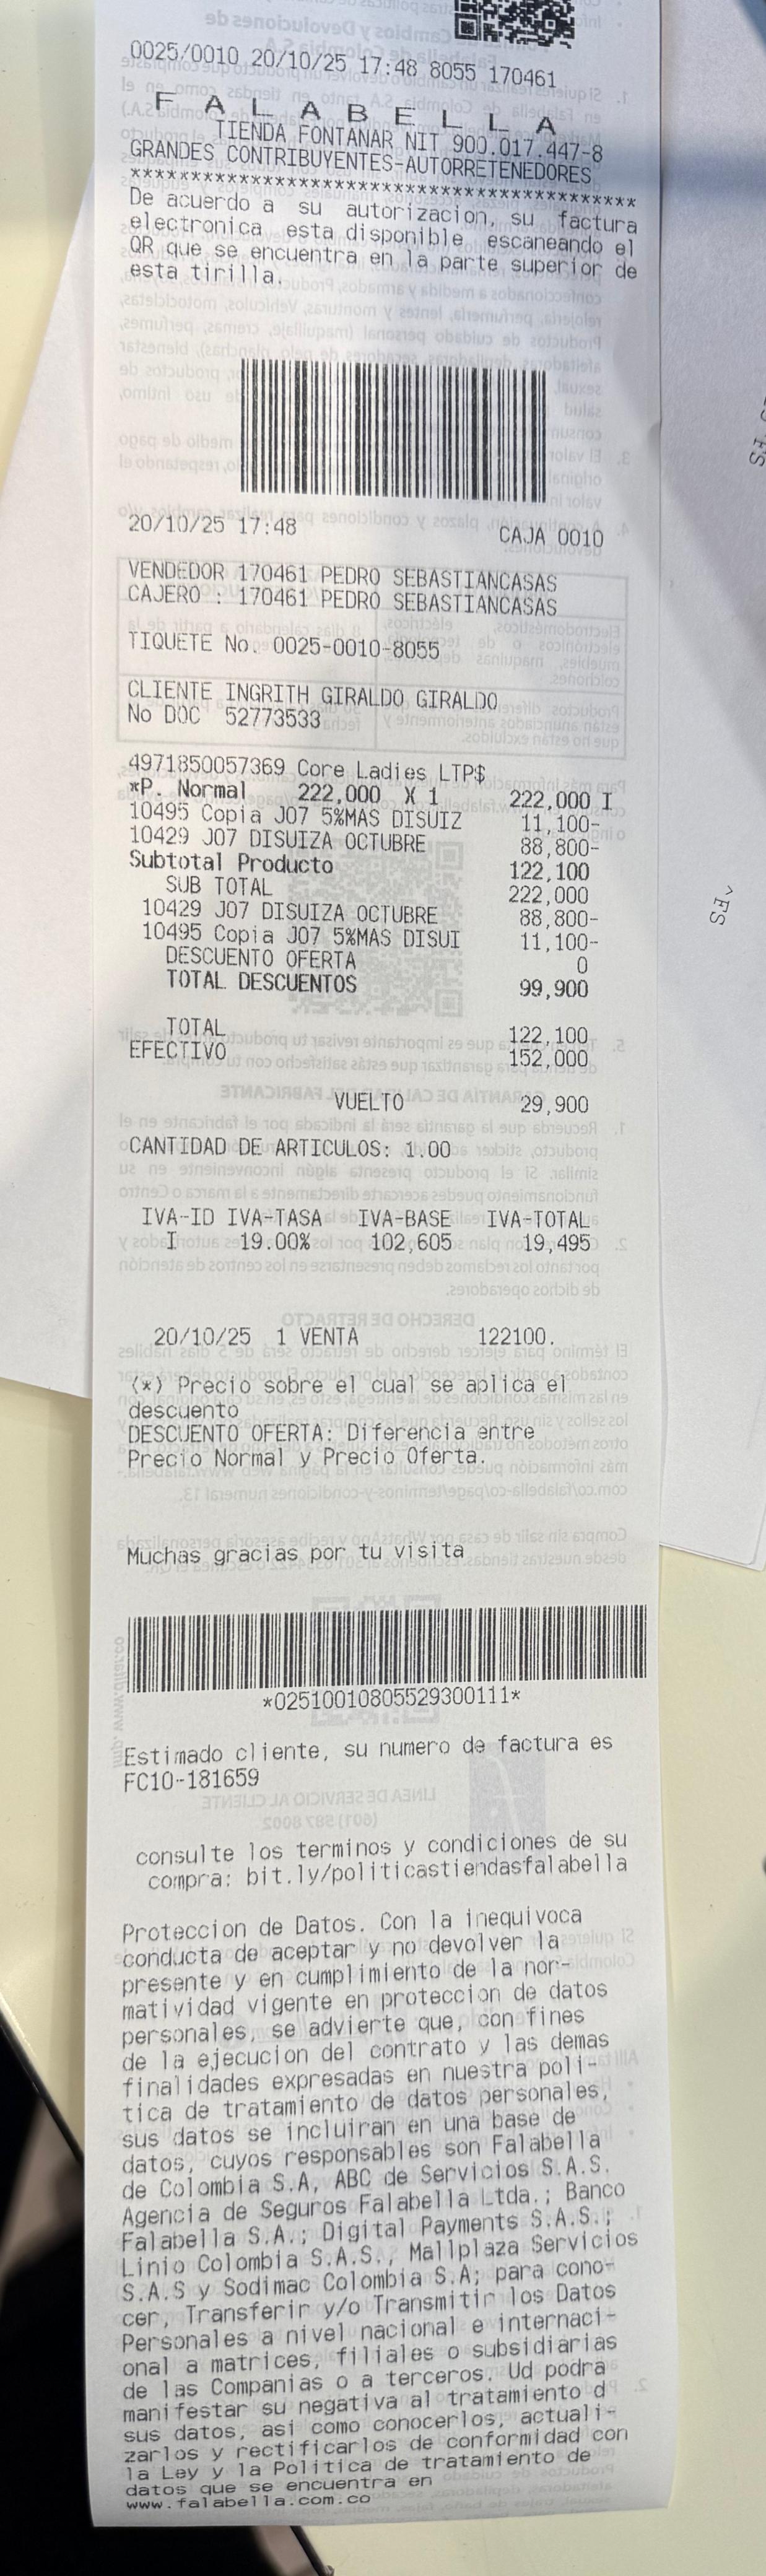 0025/0010 20/10/25 17:48 8055 170461
F A L A B E L L A
TIENDA FONTANAR NIT 900.017.447-8
GRANDES CONTRIBUYENTES-AUTORRETENEDORES
******************************************
De acuerdo a su autorizacion, su factura
electronica esta disponible escaneando el
QR que se encuentra en la parte superior de
esta tirilla.
20/10/25 17:48 CAJA 0010
VENDEDOR 170461 PEDRO SEBASTIANCASAS
CAJERO : 170461 PEDRO SEBASTIANCASAS
TIQUETE No. 0025-0010-8055
CLIENTE INGRITH GIRALDO GIRALDO
No DOC 52773533
4971850057369 Core Ladies LTP$
*P. Normal 222,000 X 1 222,000 I
10495 Copia J07 5%MAS DISUIZ 11,100-
10429 J07 DISUIZA OCTUBRE 88,800-
Subtotal Producto 122,100
SUB TOTAL 222,000
10429 J07 DISUIZA OCTUBRE 88,800-
10495 Copia J07 5%MAS DISUI 11,100-
DESCUENTO OFERTA 0
TOTAL DESCUENTOS 99,900
TOTAL 122,100
EFECTIVO 152,000
VUELTO 29,900
CANTIDAD DE ARTICULOS: 1.00
IVA-ID IVA-TASA IVA-BASE IVA-TOTAL
I 19.00% 102,605 19,495
20/10/25 1 VENTA 122100.
(*) Precio sobre el cual se aplica el
descuento
DESCUENTO OFERTA: Diferencia entre
Precio Normal y Precio Oferta.
Muchas gracias por tu visita
*02510010805529300111*
Estimado cliente, su numero de factura es
FC10-181659
consulte los terminos y condiciones de su
compra: bit.ly/politicastiendasfalabella
Proteccion de Datos. Con la inequivoca
conducta de aceptar y no devolver la
presente y en cumplimiento de la nor-
matividad vigente en proteccion de datos
personales, se advierte que, con fines
de la ejecucion del contrato y las demas
finalidades expresadas en nuestra poli-
tica de tratamiento de datos personales,
sus datos se incluiran en una base de
datos, cuyos responsables son Falabella
de Colombia S.A, ABC de Servicios S.A.S.
Agencia de Seguros Falabella Ltda.; Banco
Falabella S.A.; Digital Payments S.A.S.;
Linio Colombia S.A.S., Mallplaza Servicios
S.A.S y Sodimac Colombia S.A; para cono-
cer, Transferir y/o Transmitir los Datos
Personales a nivel nacional e internaci-
onal a matrices, filiales o subsidiarias
de las Companias o a terceros. Ud podra
manifestar su negativa al tratamiento d
sus datos, asi como conocerlos, actuali-
zarlos y rectificarlos de conformidad con
la Ley y la Politica de tratamiento de
datos que se encuentra en
www.falabella.com.co